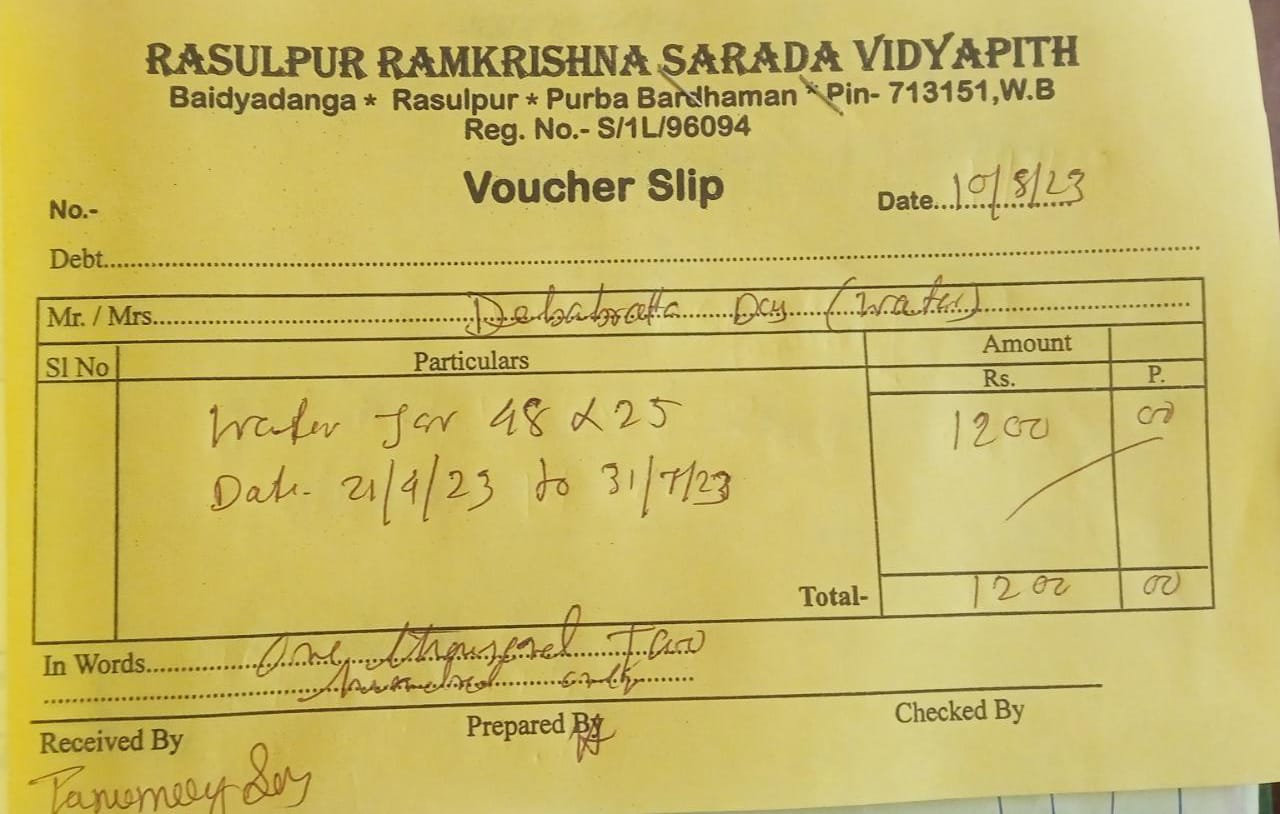 RASULPUR RAMKRISHNA SARADA VIDYAPITH
Baidyadanga * Rasulpur * Purba Bardhaman * Pin- 713151,W.B
Reg. No.- S/1L/96094
Voucher Slip
No.-
Date...10/8/23
Debt
Mr. / Mrs. Debabrata Dey (Water)
Sl No Particulars Amount
Rs. P.
Water Jar 48 x 25 1200 00
Date- 21/4/23 to 31/7/23
Total- 1200 00
In Words One thousand Two
hundred only
Received By Prepared By Checked By
Dey